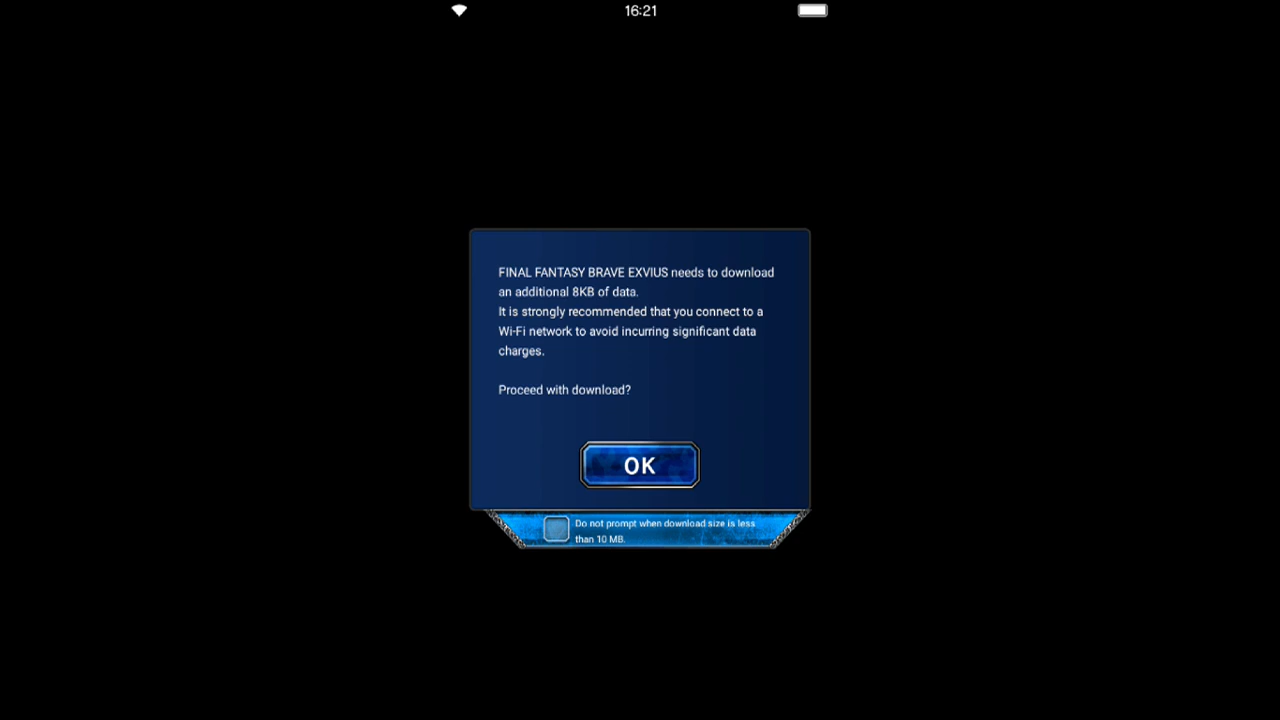 16:21
FINAL FANTASY BRAVE EXVIUS needs to download
an additional 8KB of data.
It is strongly recommended that you connect to a
Wi-Fi network to avoid incurring significant data
charges.
Proceed with download?
OK
Do not prompt when download size is less
than 10 MB.